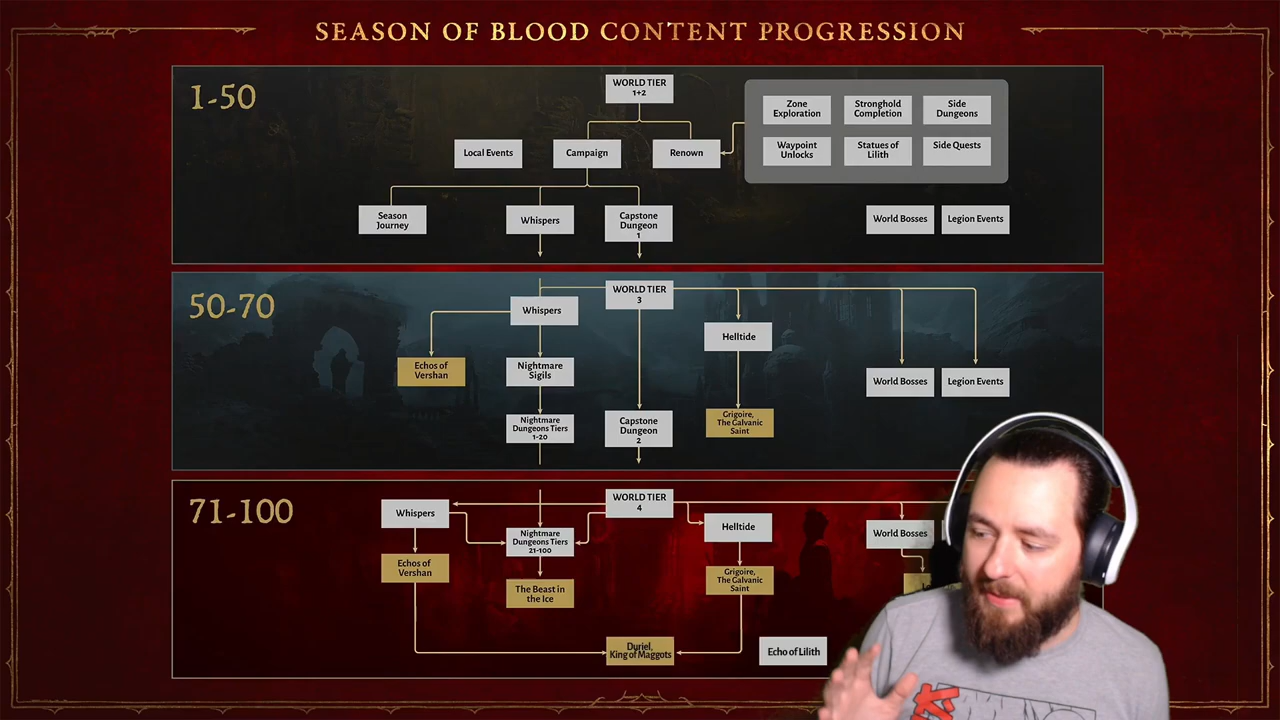 SEASON OF BLOOD CONTENT PROGRESSION
1-50
WORLD TIER
1+2
Zone
Exploration
Stronghold
Completion
Side
Dungeons
Local Events
Campaign
Renown
Waypoint
Unlocks
Statues of
Lilith
Side Quests
Season
Journey
Whispers
Capstone
Dungeon
1
World Bosses
Legion Events
50-70
WORLD TIER
3
Whispers
Helltide
Echos of
Vershan
Nightmare
Sigils
World Bosses
Legion Events
Nightmare
Dungeons Tiers
1-20
Capstone
Dungeon
2
Grigoire,
The Galvanic
Saint
71-100
WORLD TIER
4
Whispers
Nightmare
Dungeons Tiers
21-100
Helltide
World Bosses
Echos of
Vershan
The Beast in
the Ice
Grigoire,
The Galvanic
Saint
Duriel,
King of Maggots
Echo of Lilith